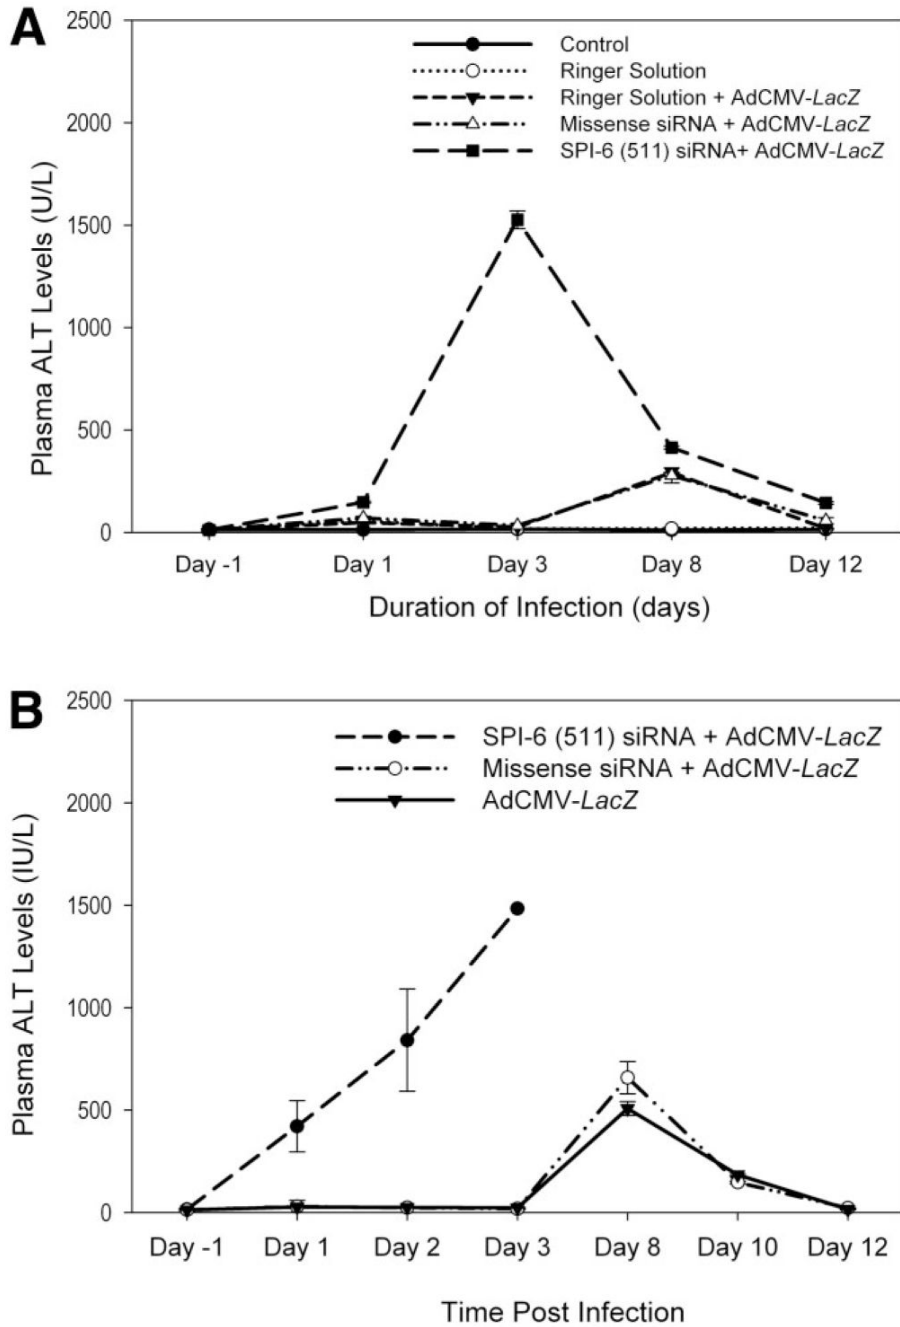 A
2500
2000
1500
1000
500
0
Plasma ALT Levels (U/L)
Control
Ringer Solution
Ringer Solution + AdCMV-LacZ
Missense siRNA + AdCMV-LacZ
SPI-6 (511) siRNA+ AdCMV-LacZ
Day -1 Day 1 Day 3 Day 8 Day 12
Duration of Infection (days)
B
2500
2000
1500
1000
500
0
Plasma ALT Levels (IU/L)
SPI-6 (511) siRNA + AdCMV-LacZ
Missense siRNA + AdCMV-LacZ
AdCMV-LacZ
Day -1 Day 1 Day 2 Day 3 Day 8 Day 10 Day 12
Time Post Infection